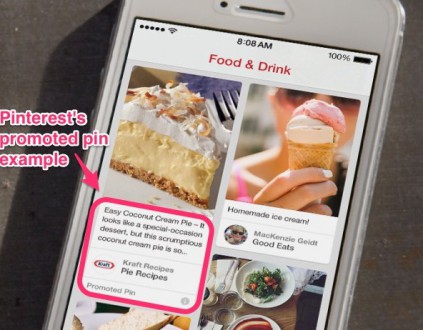 8:08 AM
100%
Food & Drink
Pinterest's
promoted pin
example
Easy Coconut Cream Pie – It
looks like a special-occasion
dessert, but this scrumptious
coconut cream pie is so...
Kraft
Kraft Recipes
Pie Recipes
Promoted Pin
Homemade ice cream!
MacKenzie Geidt
Good Eats